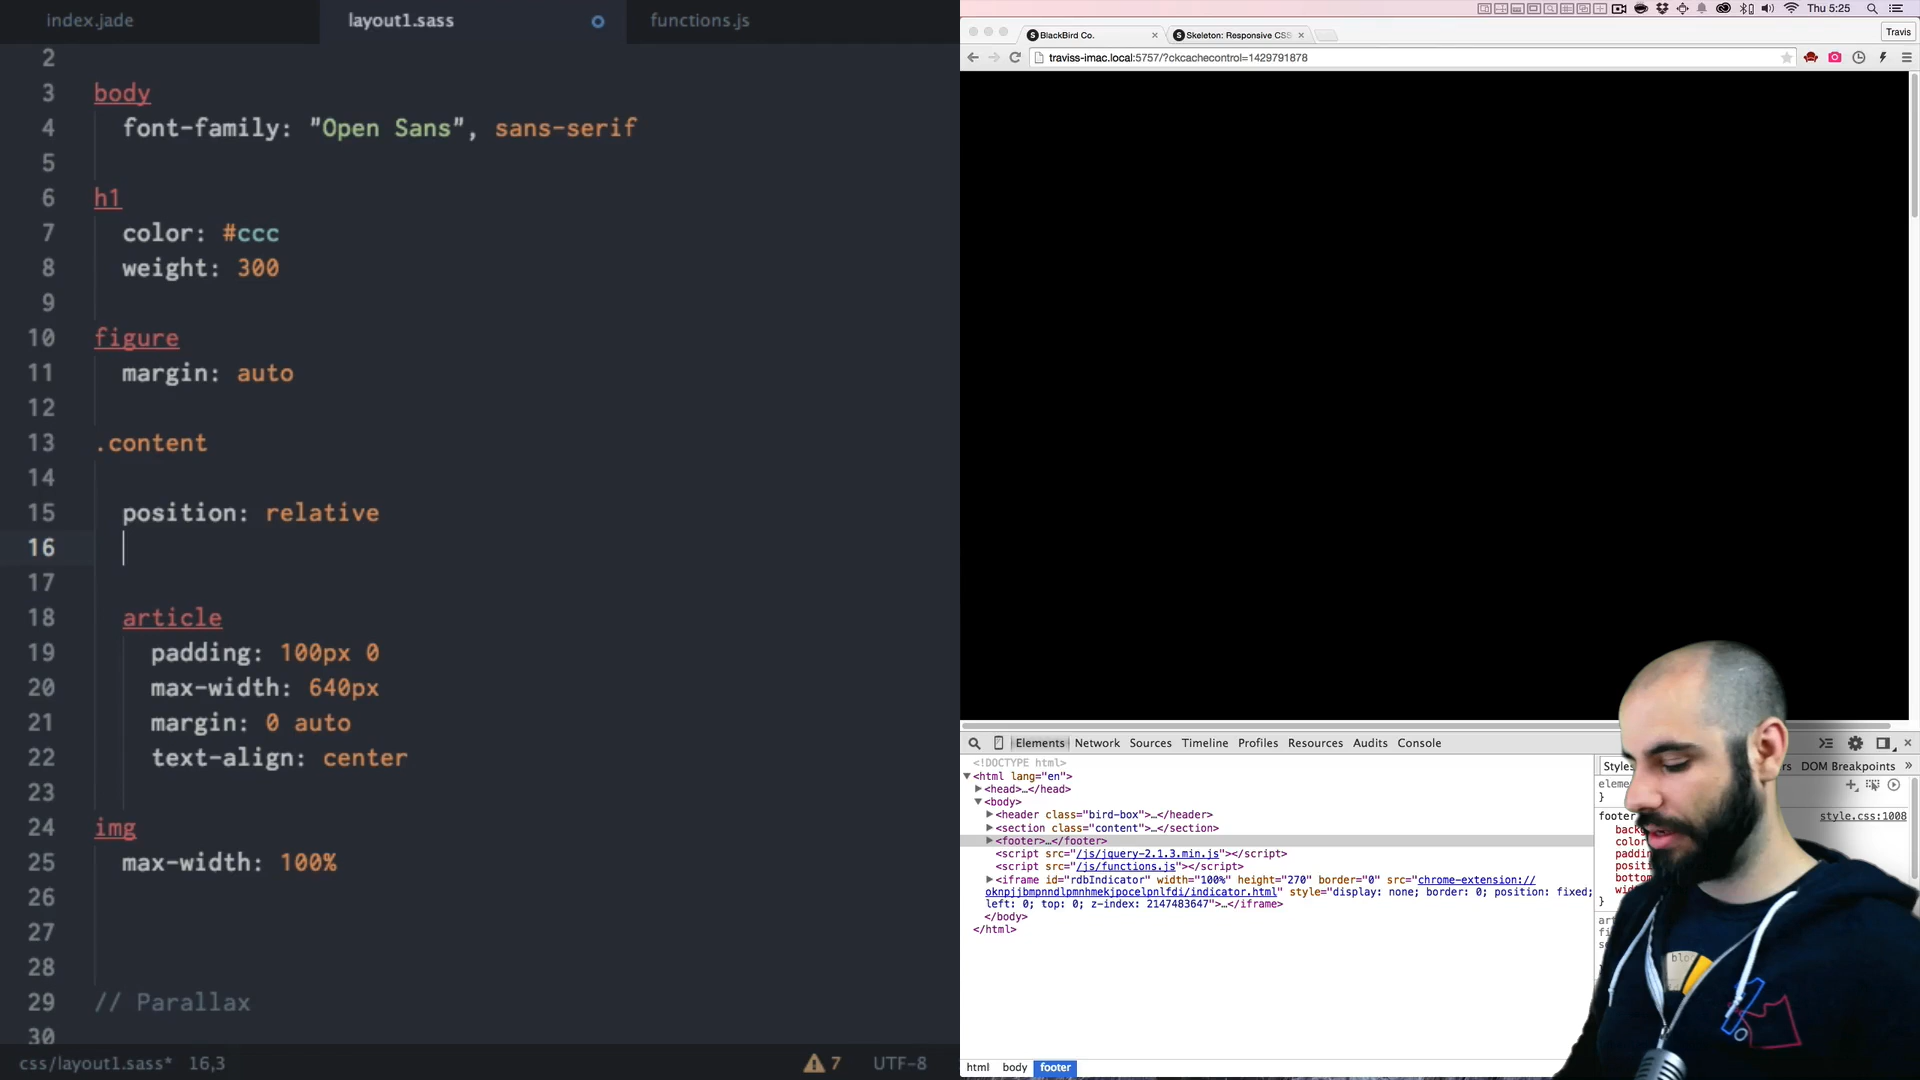 index.jade
layout1.sass
functions.js
2
3 body
4 font-family: "Open Sans", sans-serif
5
6 h1
7 color: #ccc
8 weight: 300
9
10 figure
11 margin: auto
12
13 .content
14
15 position: relative
16
17
18 article
19 padding: 100px 0
20 max-width: 640px
21 margin: 0 auto
22 text-align: center
23
24 img
25 max-width: 100%
26
27
28
29 // Parallax
30
css/layout1.sass* 16,3
7 UTF-8
Thu 5:25
BlackBird Co.
Skeleton: Responsive CSS
Travis
traviss-imac.local:5757/?ckcachecontrol=1429791878
Elements Network Sources Timeline Profiles Resources Audits Console
<!DOCTYPE html>
<html lang="en">
<head>…</head>
<body>
<header class="bird-box">…</header>
<section class="content">…</section>
<footer>…</footer>
<script src="/js/jquery-2.1.3.min.js"></script>
<script src="/js/functions.js"></script>
<iframe id="rdbIndicator" width="100%" height="270" border="0" src="chrome-extension://
oknpjjbmpnndlpmnhmekjpocelpnlfdi/indicator.html" style="display: none; border: 0; position: fixed;
left: 0; top: 0; z-index: 2147483647">…</iframe>
</body>
</html>
Styles
DOM Breakpoints »
}
footer
style.css:1008
}
html body footer